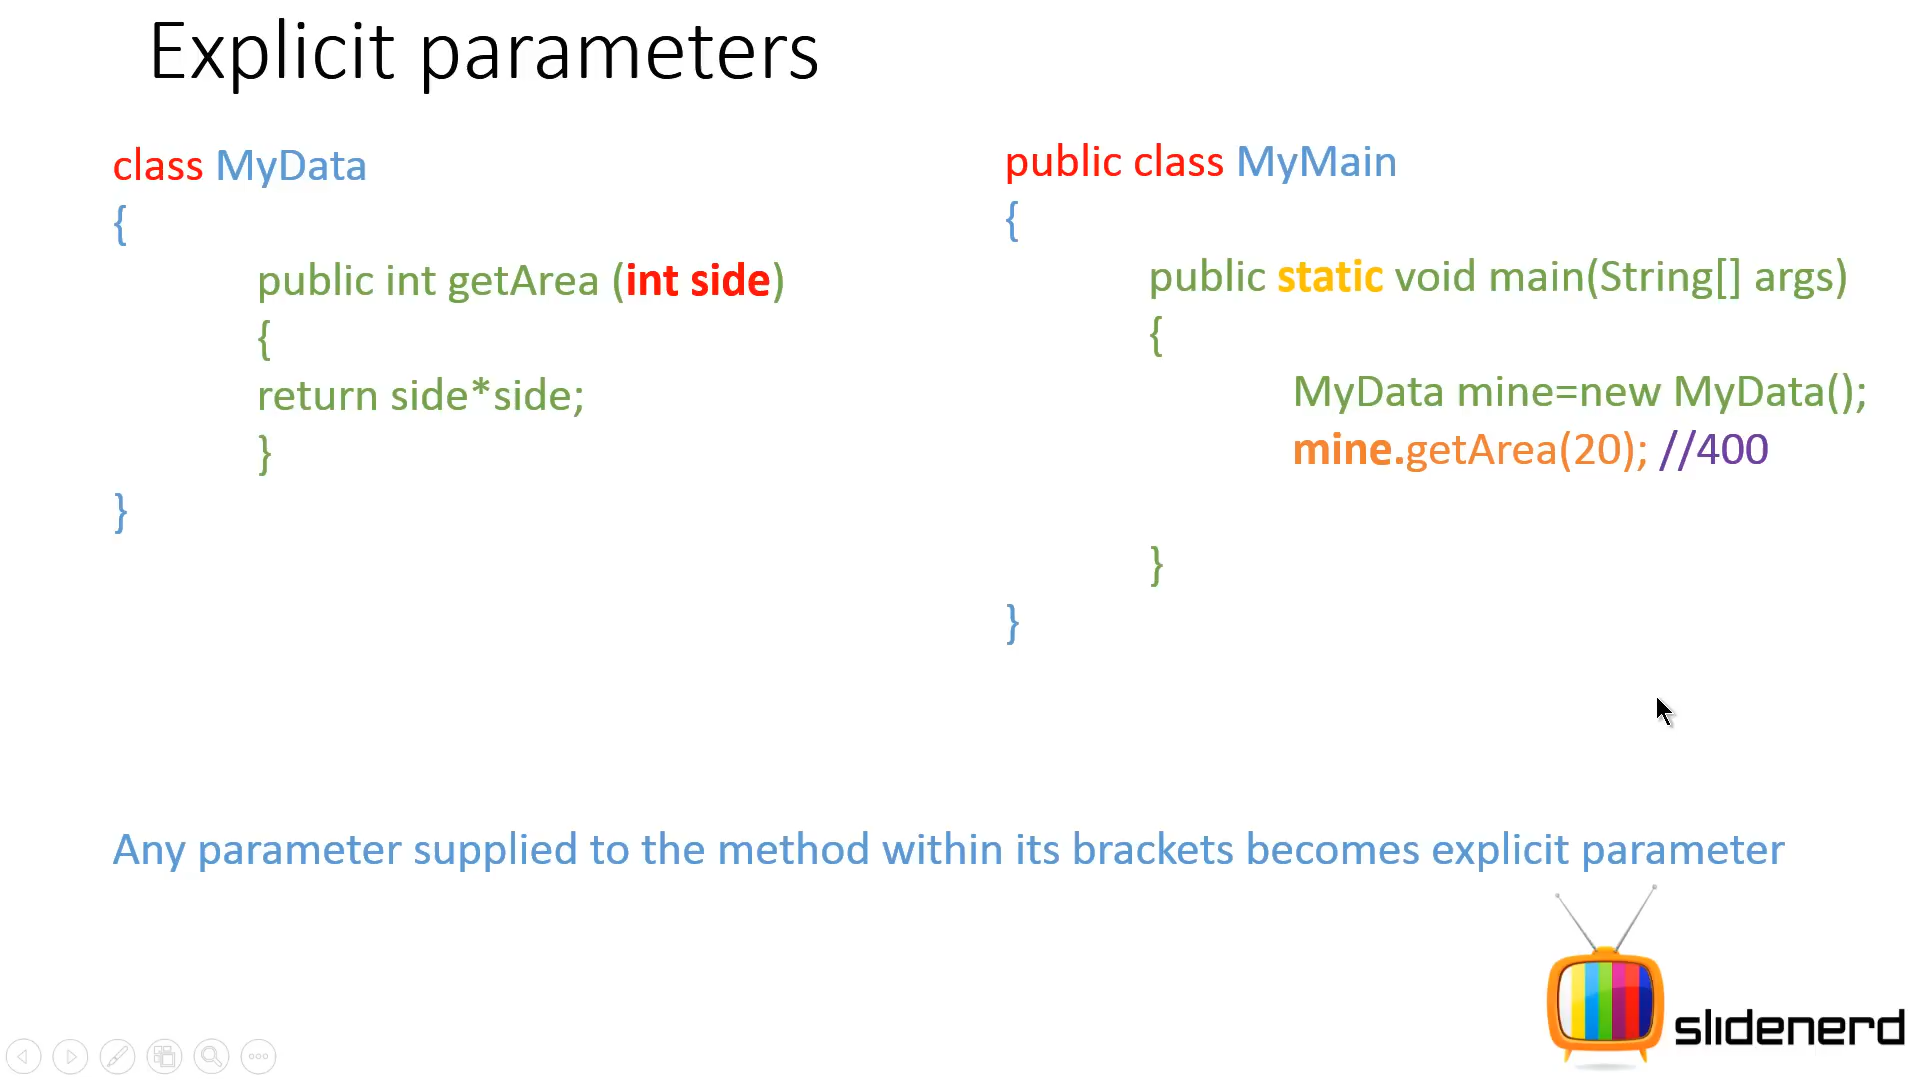 Explicit parameters
class MyData
{
public int getArea (int side)
{
return side*side;
}
}
public class MyMain
{
public static void main(String[] args)
{
MyData mine=new MyData();
mine.getArea(20); //400
}
}
Any parameter supplied to the method within its brackets becomes explicit parameter
slidenerd